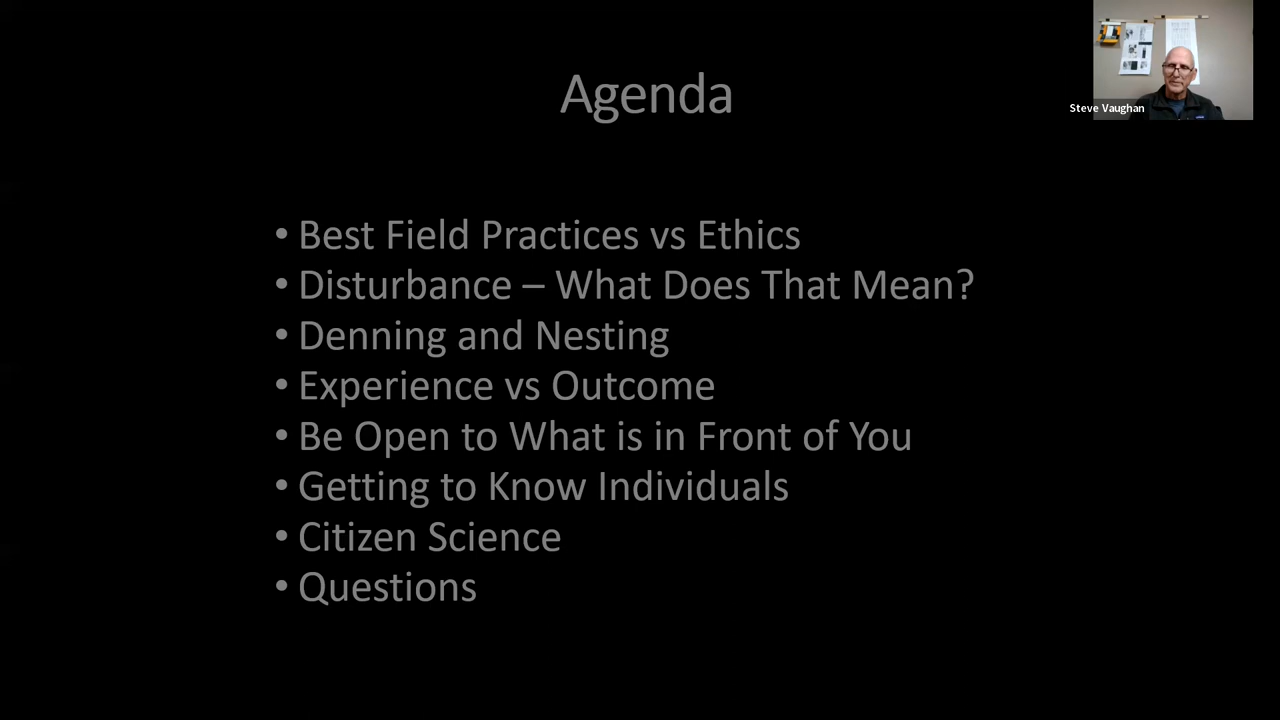 Agenda
Steve Vaughan
• Best Field Practices vs Ethics
• Disturbance – What Does That Mean?
• Denning and Nesting
• Experience vs Outcome
• Be Open to What is in Front of You
• Getting to Know Individuals
• Citizen Science
• Questions